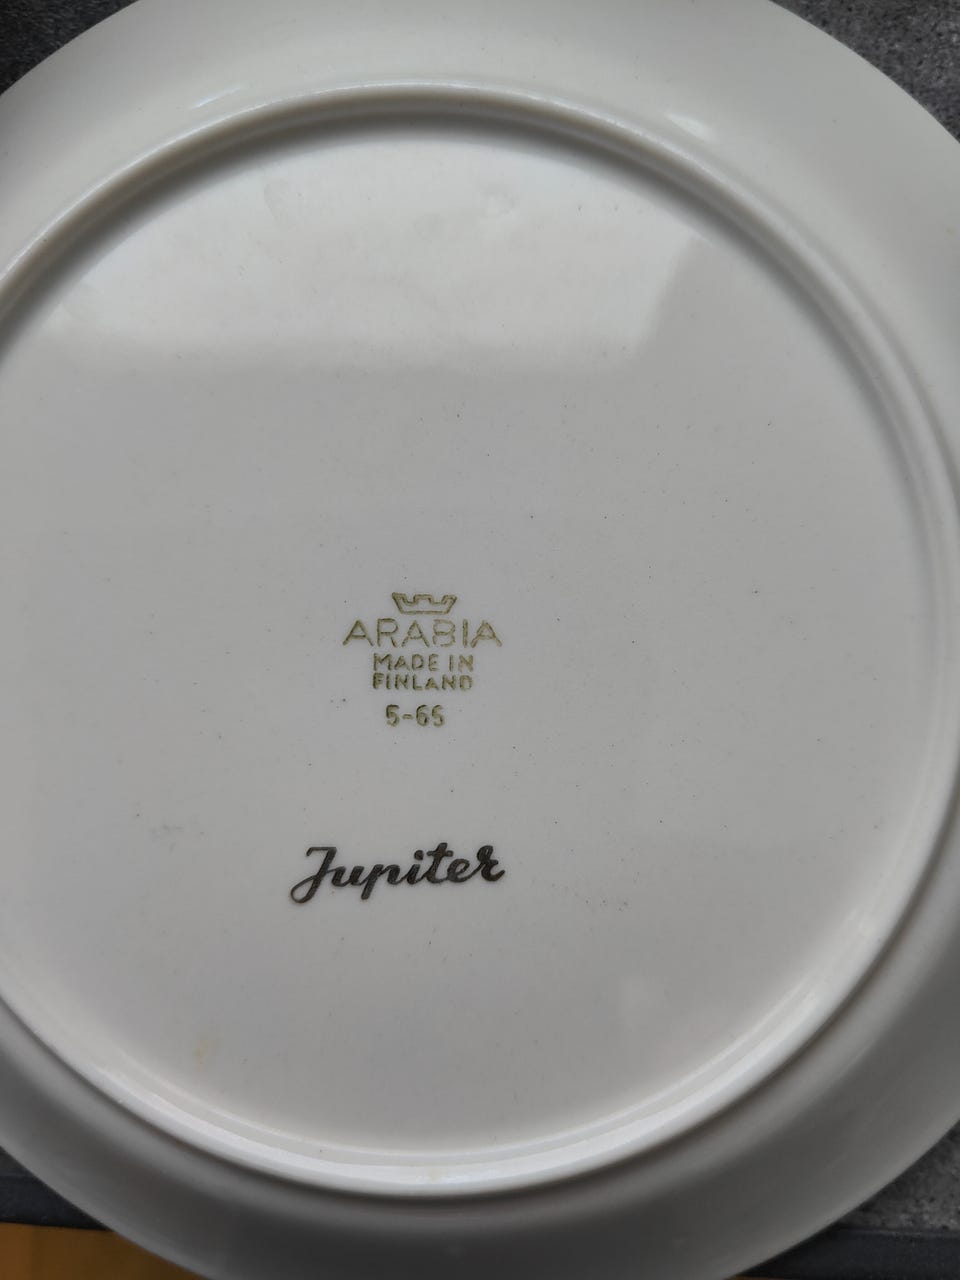 ARABIA
MADE IN
FINLAND
5-65
Jupiter